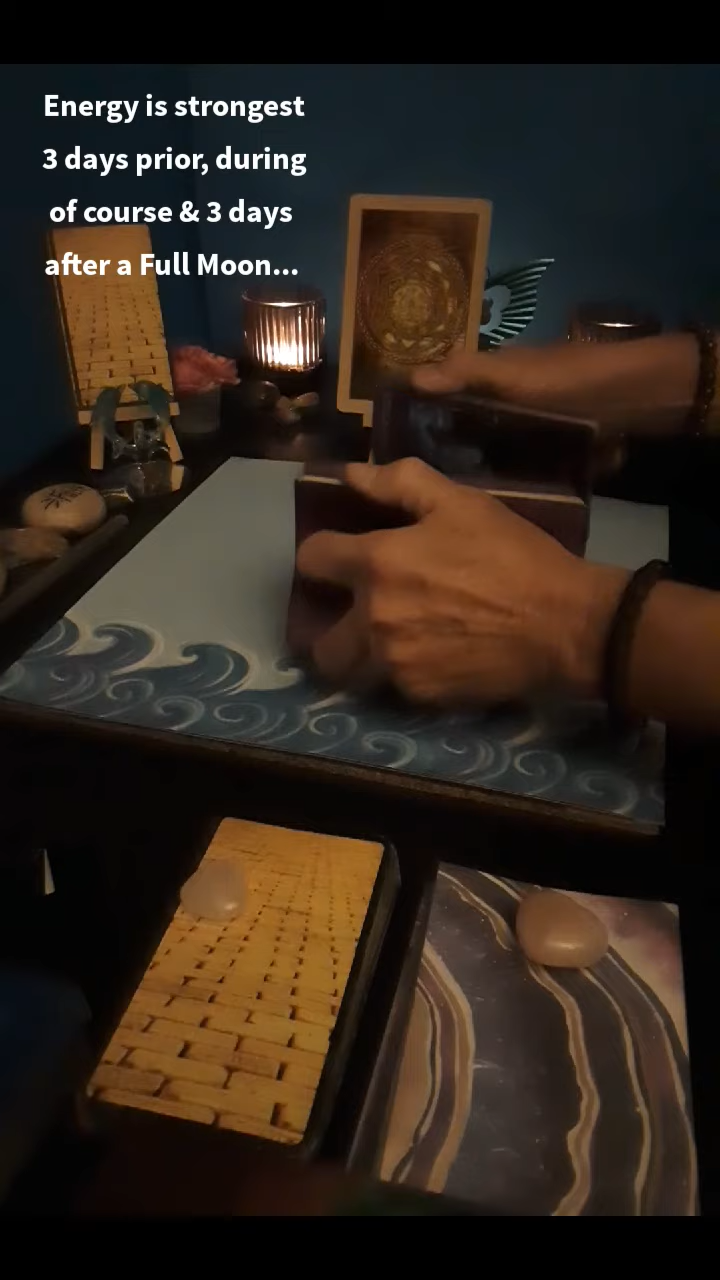 Energy is strongest
3 days prior, during
of course & 3 days
after a Full Moon...